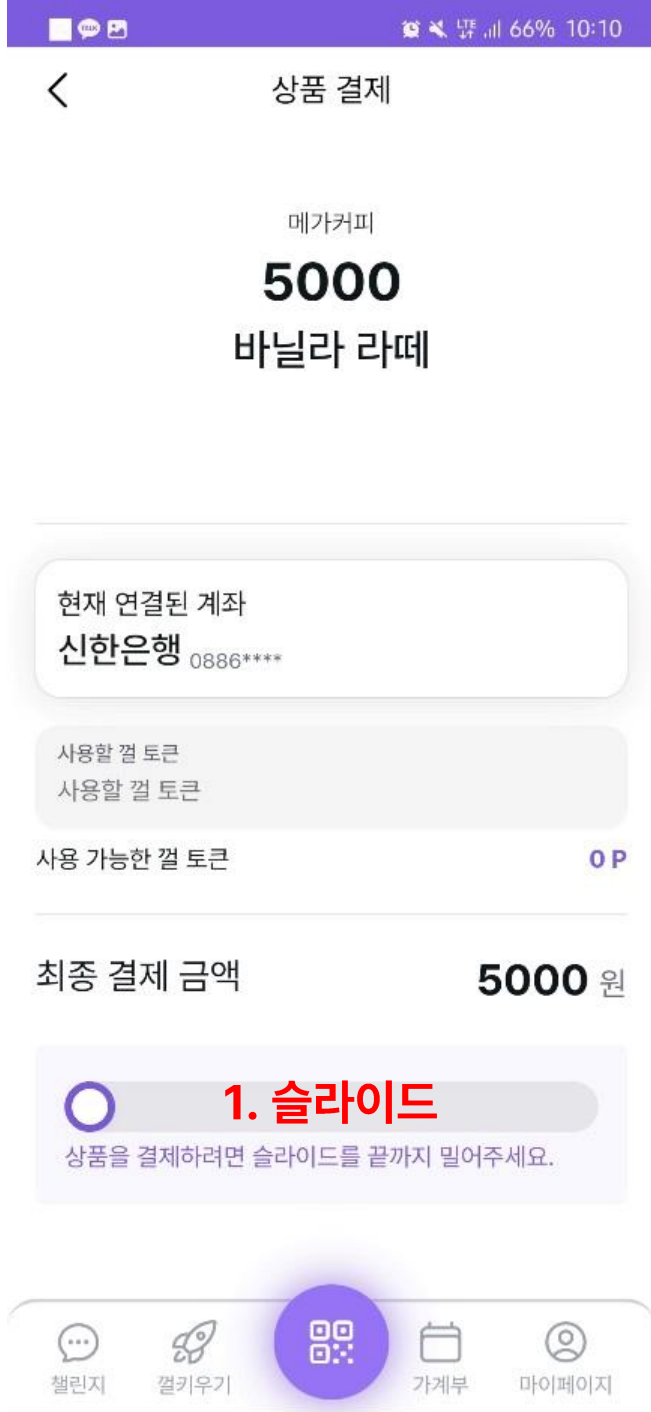 TALK LTE 66% 10:10
상품 결제
메가커피
5000
바닐라 라떼
현재 연결된 계좌
신한은행 0886****
사용할 껄 토큰
사용할 껄 토큰
사용 가능한 껄 토큰 0 P
최종 결제 금액 5000 원
1. 슬라이드
상품을 결제하려면 슬라이드를 끝까지 밀어주세요.
챌린지 껄키우기 가계부 마이페이지